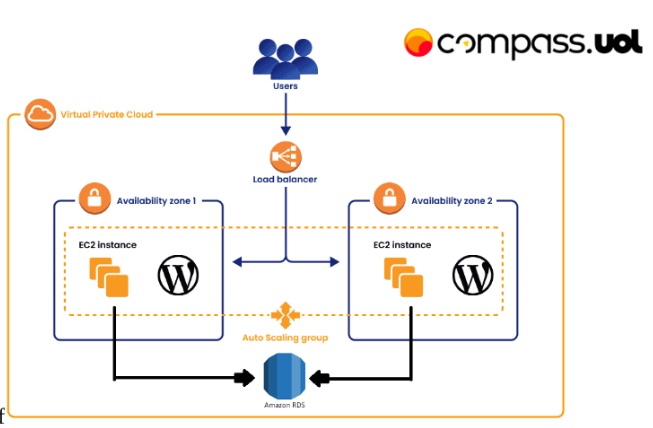 compass.uol
Users
Virtual Private Cloud
Load balancer
Availability zone 1
Availability zone 2
EC2 instance
EC2 instance
Auto Scaling group
Amazon RDS
f